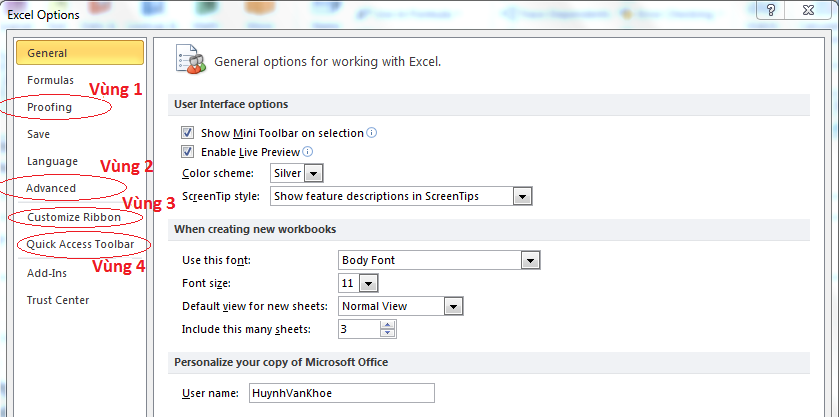 Excel Options
General
Formulas
Vùng 1
Proofing
Save
Language
Vùng 2
Advanced
Vùng 3
Customize Ribbon
Quick Access Toolbar
Vùng 4
Add-Ins
Trust Center
General options for working with Excel.
User Interface options
Show Mini Toolbar on selection
Enable Live Preview
Color scheme: Silver
ScreenTip style: Show feature descriptions in ScreenTips
When creating new workbooks
Use this font: Body Font
Font size: 11
Default view for new sheets: Normal View
Include this many sheets: 3
Personalize your copy of Microsoft Office
User name: HuynhVanKhoe